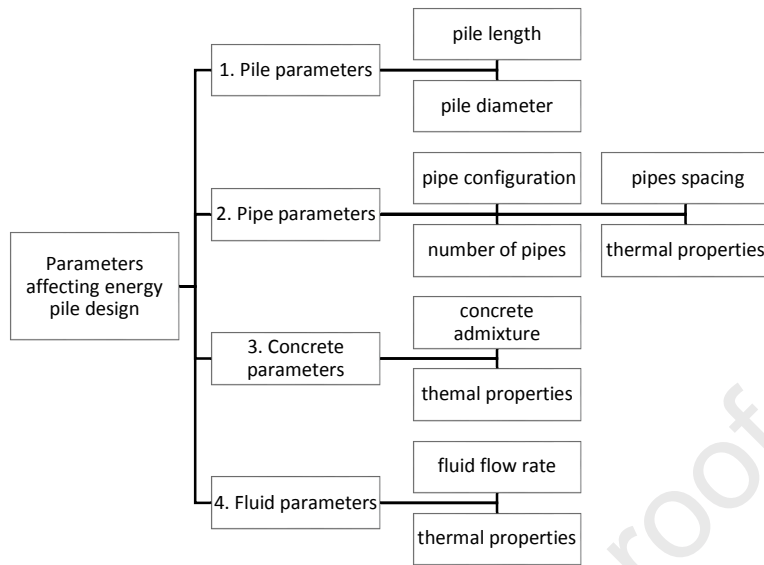 pile length
1. Pile parameters
pile diameter
pipe configuration
pipes spacing
2. Pipe parameters
number of pipes
thermal properties
Parameters
affecting energy
pile design
concrete
admixture
3. Concrete
parameters
themal properties
fluid flow rate
4. Fluid parameters
thermal properties
roof